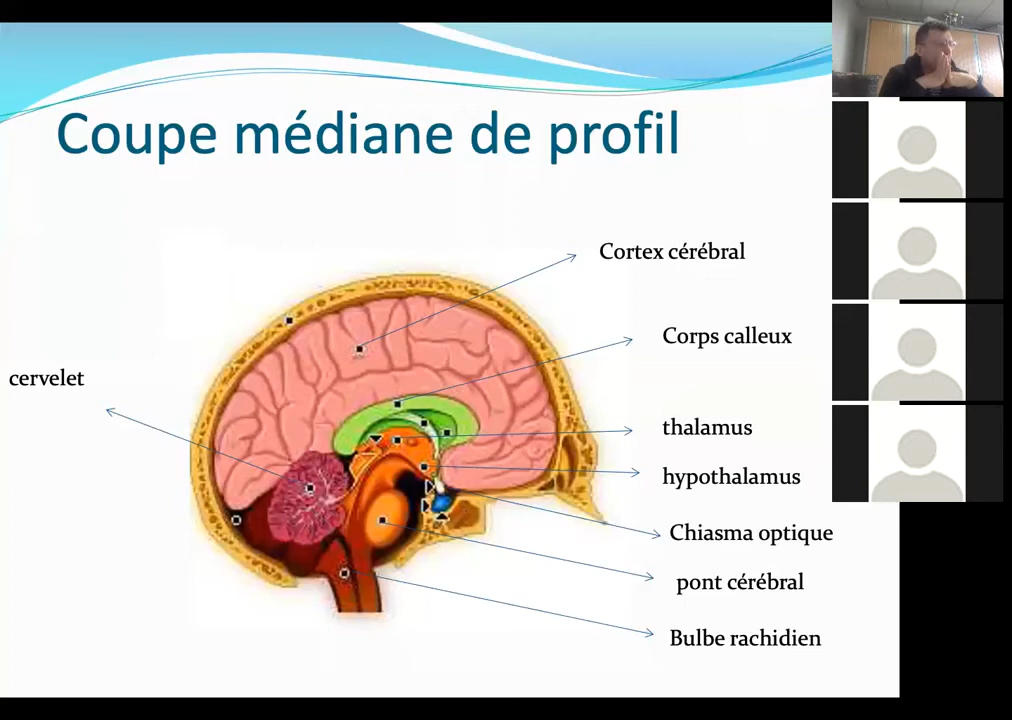 Coupe médiane de profil
Cortex cérébral
Corps calleux
cervelet
thalamus
hypothalamus
Chiasma optique
pont cérébral
Bulbe rachidien